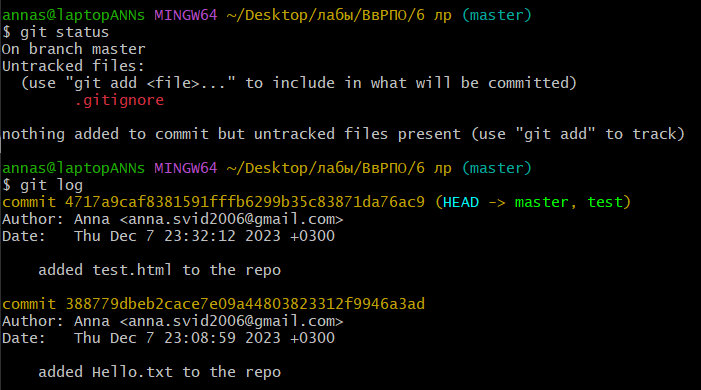 annas@laptopANNs MINGW64 ~/Desktop/лабы/ВвРПО/6 лр (master)
$ git status
On branch master
Untracked files:
  (use "git add <file>..." to include in what will be committed)
        .gitignore

nothing added to commit but untracked files present (use "git add" to track)

annas@laptopANNs MINGW64 ~/Desktop/лабы/ВвРПО/6 лр (master)
$ git log
commit 4717a9caf8381591fffb6299b35c83871da76ac9 (HEAD -> master, test)
Author: Anna <anna.svid2006@gmail.com>
Date:   Thu Dec 7 23:32:12 2023 +0300

    added test.html to the repo

commit 388779dbeb2cace7e09a44803823312f9946a3ad
Author: Anna <anna.svid2006@gmail.com>
Date:   Thu Dec 7 23:08:59 2023 +0300

    added Hello.txt to the repo